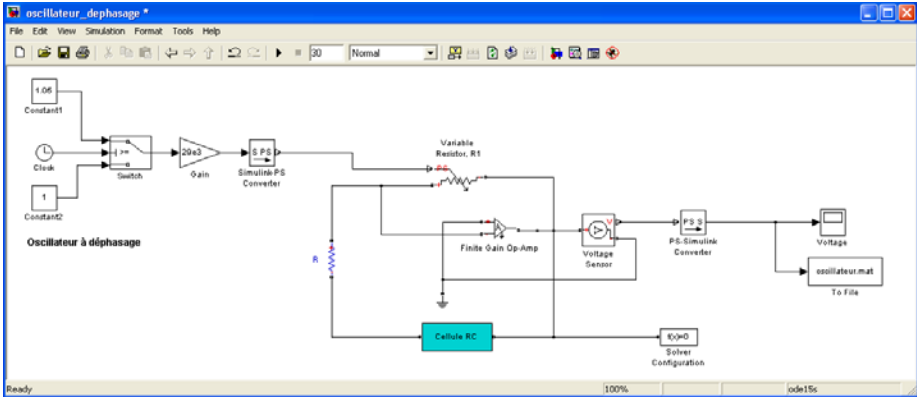 oscillateur_dephasage *
File Edit View Simulation Format Tools Help
30 Normal
1.05
Constant1
Clock
>=
Switch
1
Constant2
29e3
Gain
S PS
Simulink-PS
Converter
Variable
Resistor, R1
PS
Oscillateur à déphasage
R
Finite Gain Op-Amp
V
Voltage
Sensor
PS S
PS-Simulink
Converter
Voltage
oscillateur.mat
To File
Cellule RC
f(x)=0
Solver
Configuration
Ready 100% ode15s